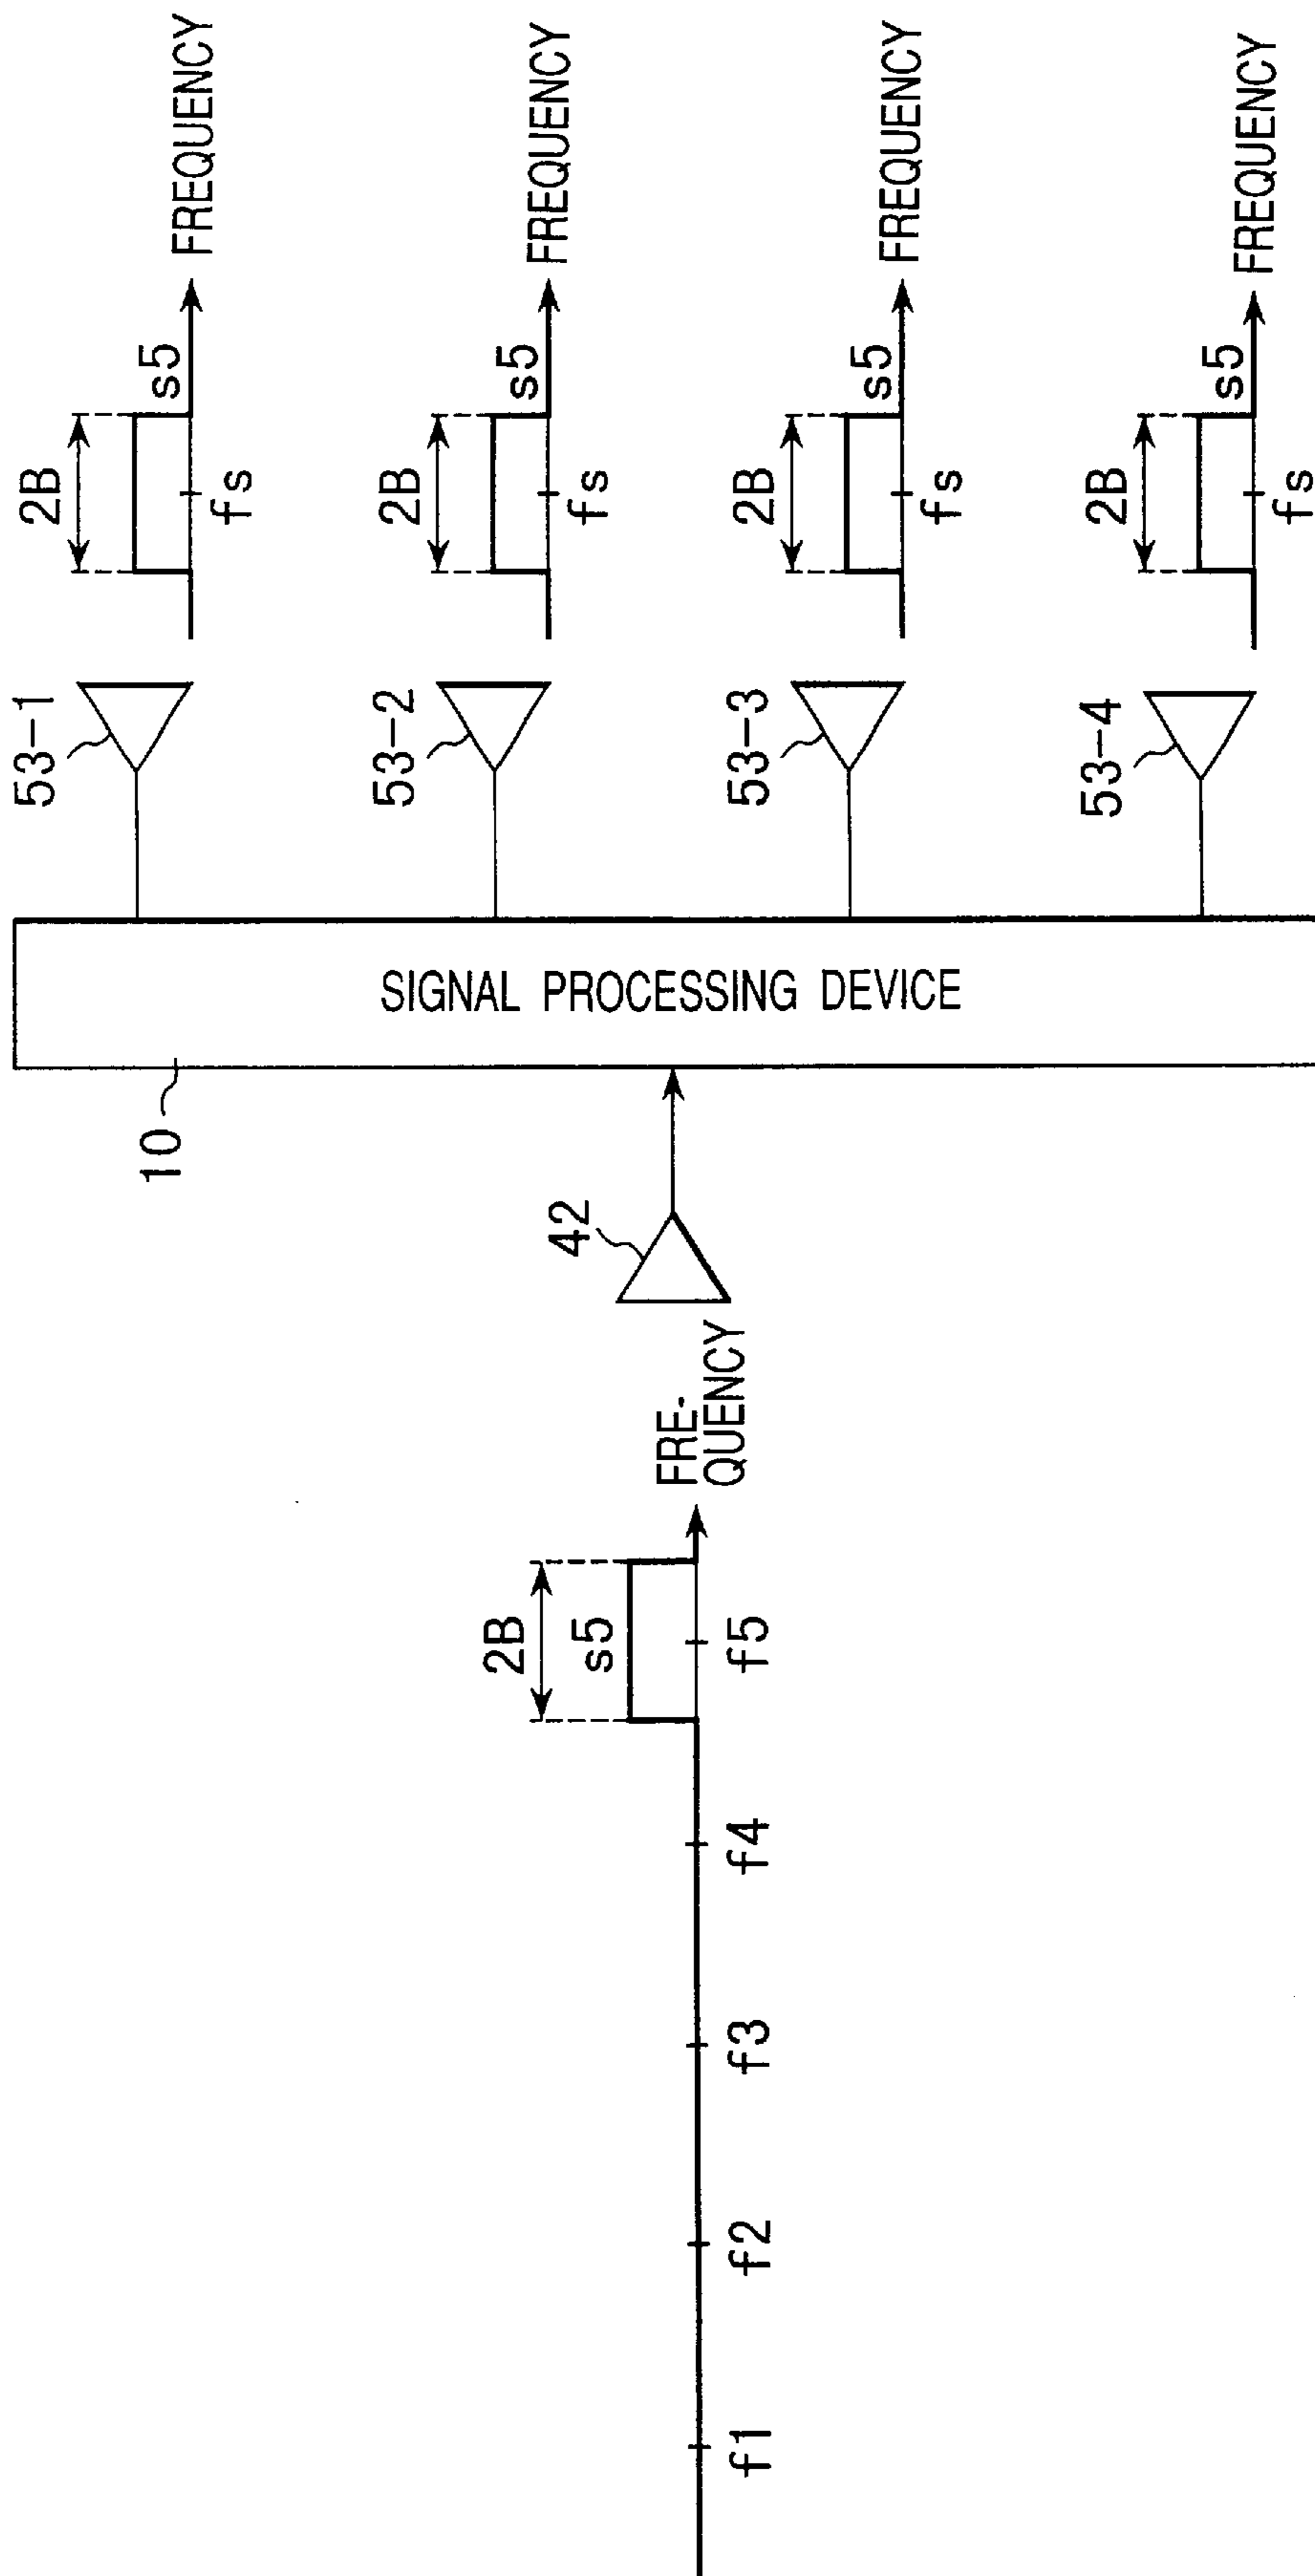 2B
s5
f1
f2
f3
f4
f5
FRE-
QUENCY
42
10
SIGNAL PROCESSING DEVICE
53-1
2B
s5
fs
FREQUENCY
53-2
2B
s5
fs
FREQUENCY
53-3
2B
s5
fs
FREQUENCY
53-4
2B
s5
fs
FREQUENCY